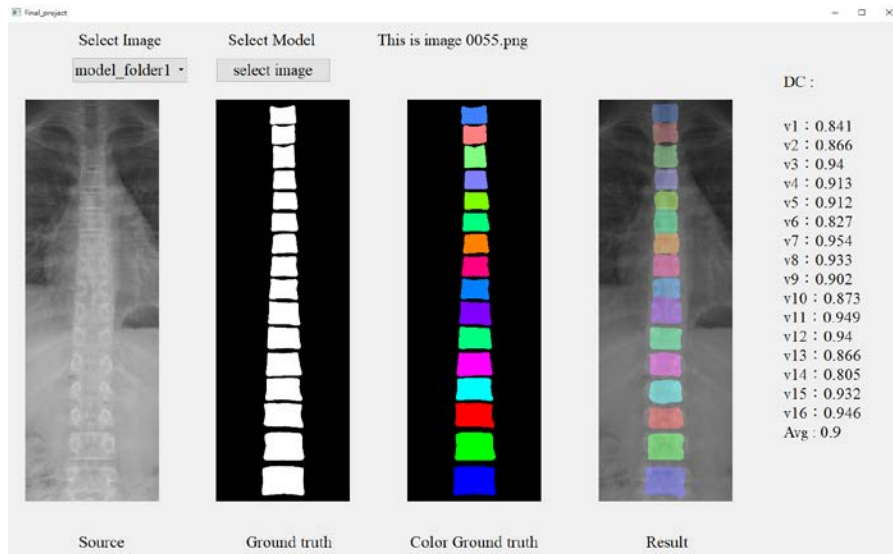 Final_project
Select Image
Select Model
This is image 0055.png
model_folder1
select image
DC :
v1：0.841
v2：0.866
v3：0.94
v4：0.913
v5：0.912
v6：0.827
v7：0.954
v8：0.933
v9：0.902
v10：0.873
v11：0.949
v12：0.94
v13：0.866
v14：0.805
v15：0.932
v16：0.946
Avg : 0.9
Source
Ground truth
Color Ground truth
Result